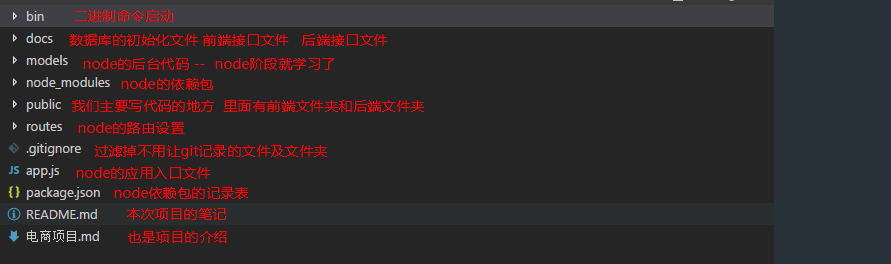 bin 二进制命令启动
docs 数据库的初始化文件 前端接口文件 后端接口文件
models node的后台代码 -- node阶段就学习了
node_modules node的依赖包
public 我们主要写代码的地方 里面有前端文件夹和后端文件夹
routes node的路由设置
.gitignore 过滤掉不用让git记录的文件及文件夹
JS app.js node的应用入口文件
{} package.json node依赖包的记录表
README.md 本次项目的笔记
电商项目.md 也是项目的介绍